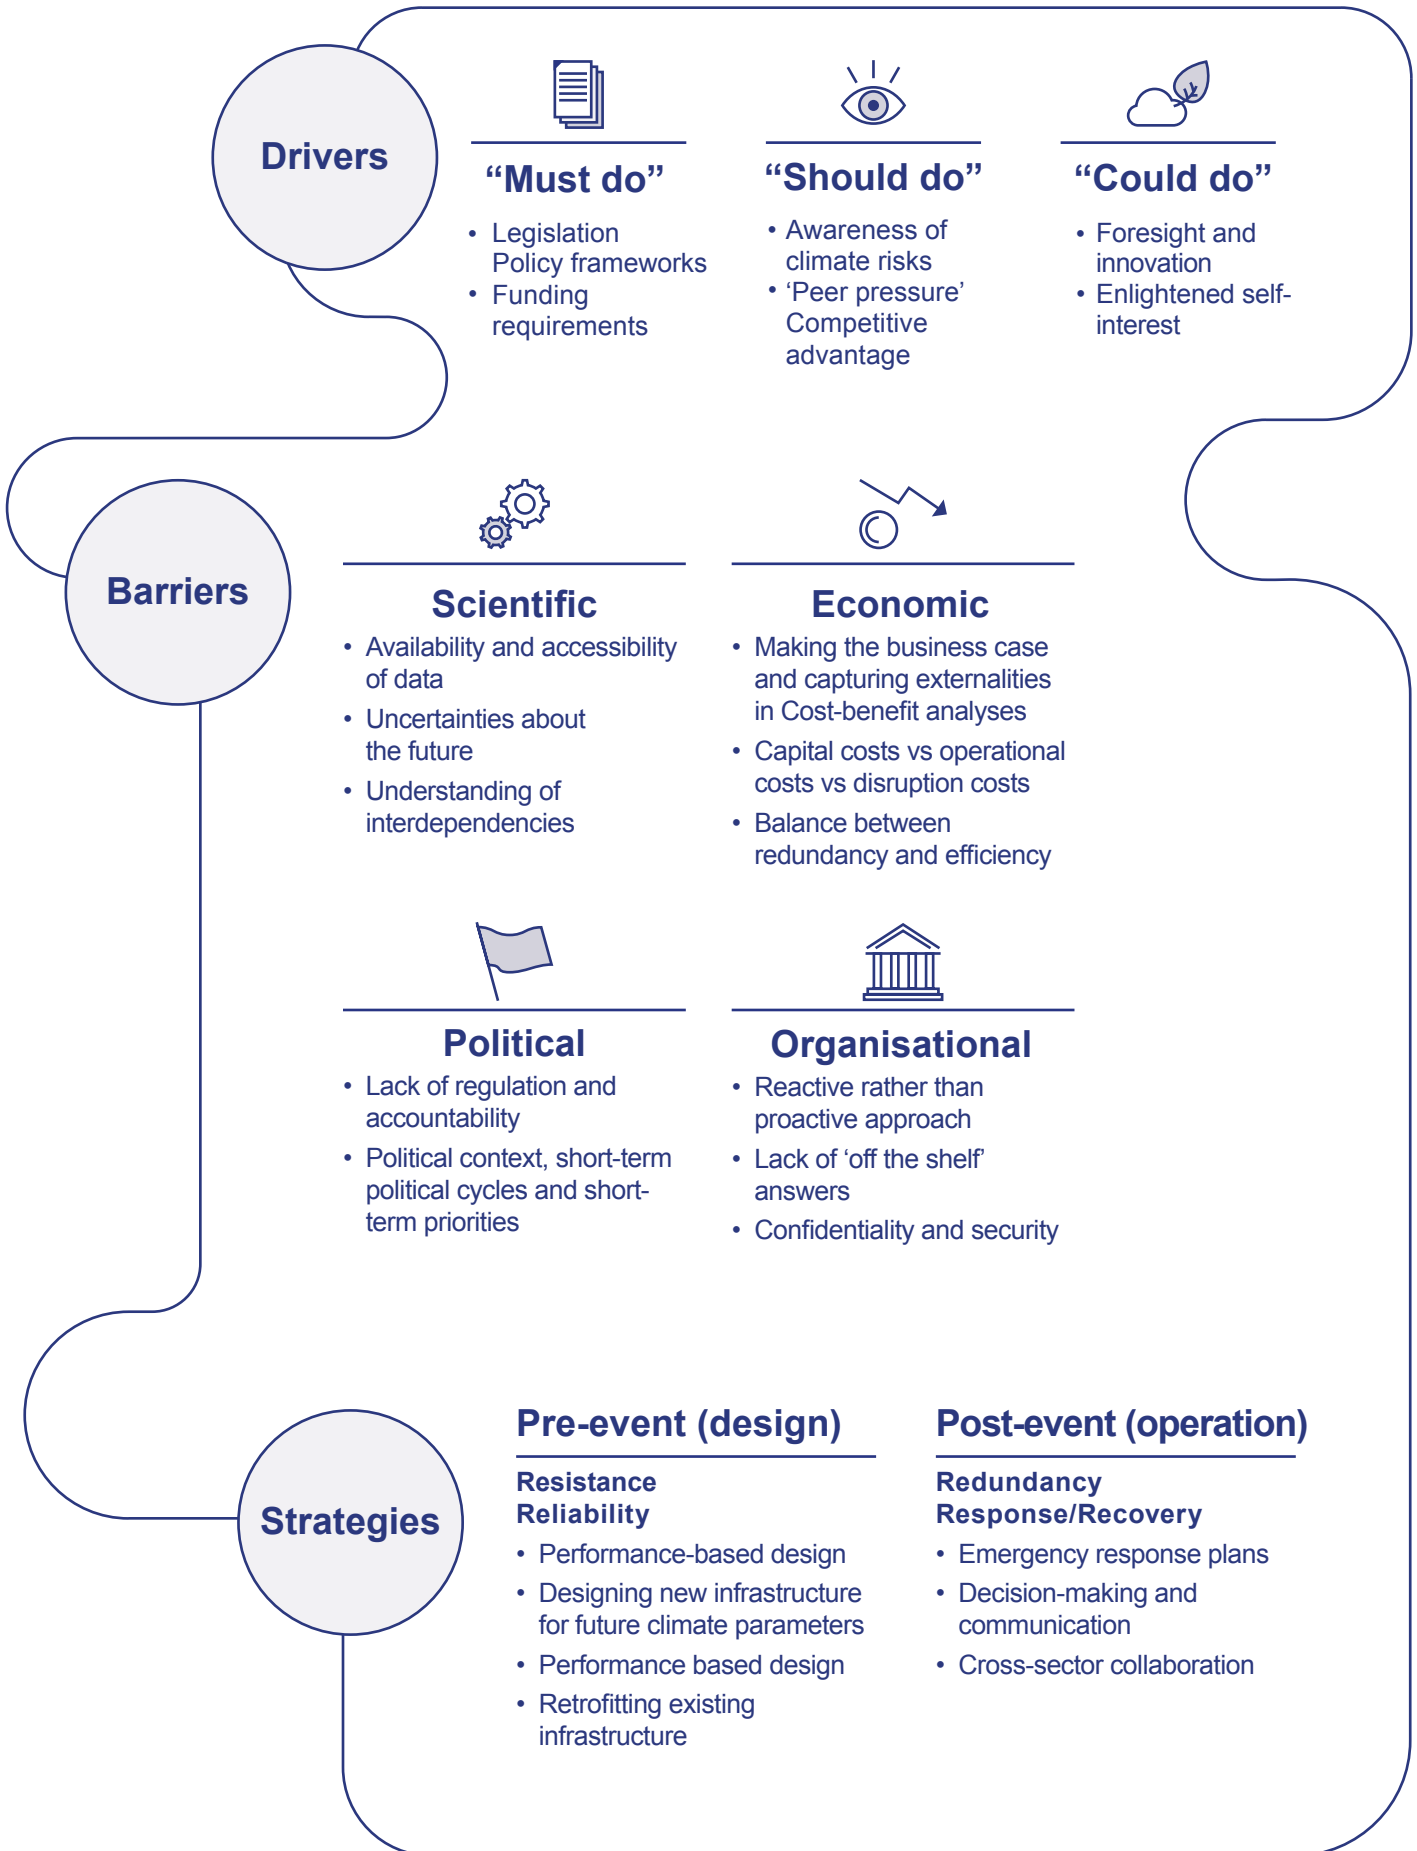 Drivers
“Must do”
• Legislation
Policy frameworks
• Funding
requirements
“Should do”
• Awareness of
climate risks
• ‘Peer pressure’
Competitive
advantage
“Could do”
• Foresight and
innovation
• Enlightened self-
interest
Barriers
Scientific
• Availability and accessibility
of data
• Uncertainties about
the future
• Understanding of
interdependencies
Economic
• Making the business case
and capturing externalities
in Cost-benefit analyses
• Capital costs vs operational
costs vs disruption costs
• Balance between
redundancy and efficiency
Political
• Lack of regulation and
accountability
• Political context, short-term
political cycles and short-
term priorities
Organisational
• Reactive rather than
proactive approach
• Lack of ‘off the shelf’
answers
• Confidentiality and security
Strategies
Pre-event (design)
Resistance
Reliability
• Performance-based design
• Designing new infrastructure
for future climate parameters
• Performance based design
• Retrofitting existing
infrastructure
Post-event (operation)
Redundancy
Response/Recovery
• Emergency response plans
• Decision-making and
communication
• Cross-sector collaboration